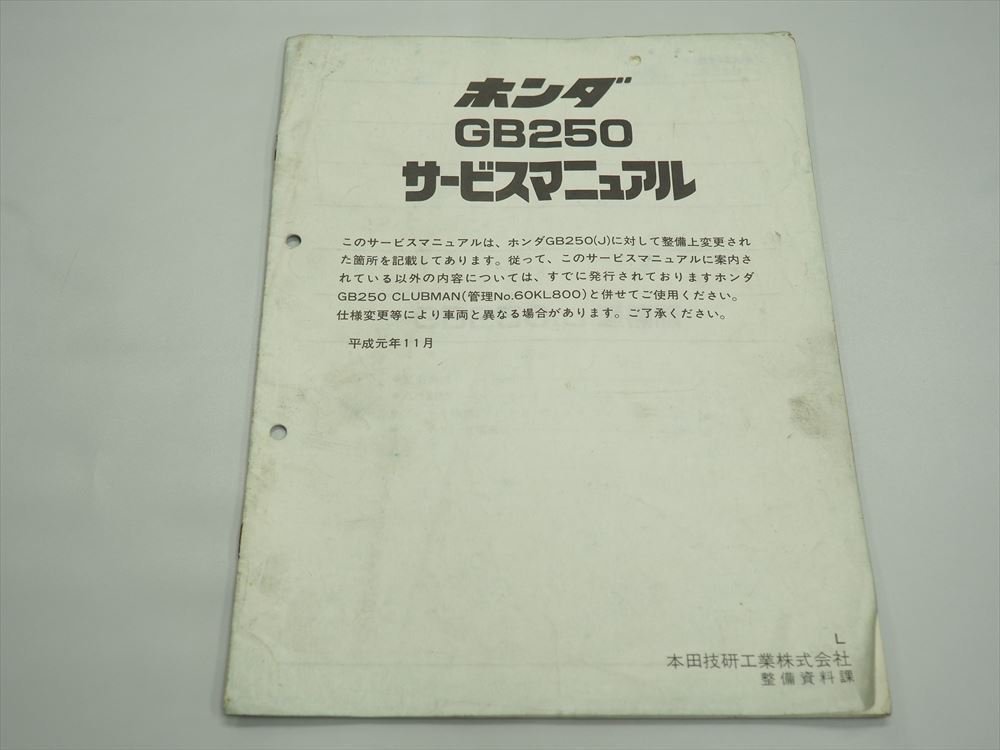 ホンダ
GB250
サービスマニュアル
このサービスマニュアルは、ホンダGB250(J)に対して整備上変更され
た箇所を記載してあります。従って、このサービスマニュアルに案内さ
れている以外の内容については、すでに発行されておりますホンダ
GB250 CLUBMAN(管理No.60KL800)と併せてご使用ください。
仕様変更等により車両と異なる場合があります。ご了承ください。
平成元年11月
L
本田技研工業株式会社
整備資料課